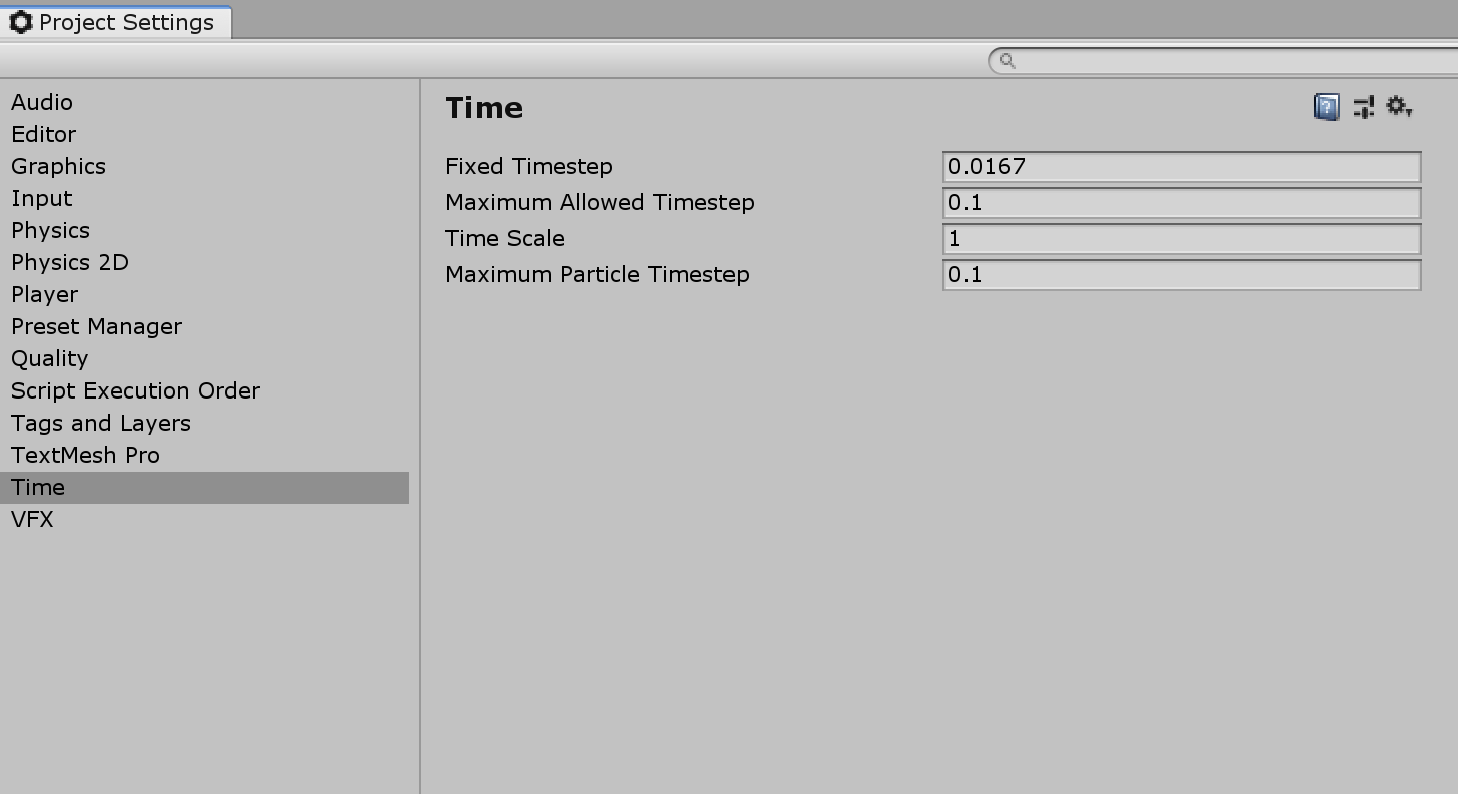 Project Settings
Audio
Editor
Graphics
Input
Physics
Physics 2D
Player
Preset Manager
Quality
Script Execution Order
Tags and Layers
TextMesh Pro
Time
VFX
Time
Fixed Timestep 0.0167
Maximum Allowed Timestep 0.1
Time Scale 1
Maximum Particle Timestep 0.1